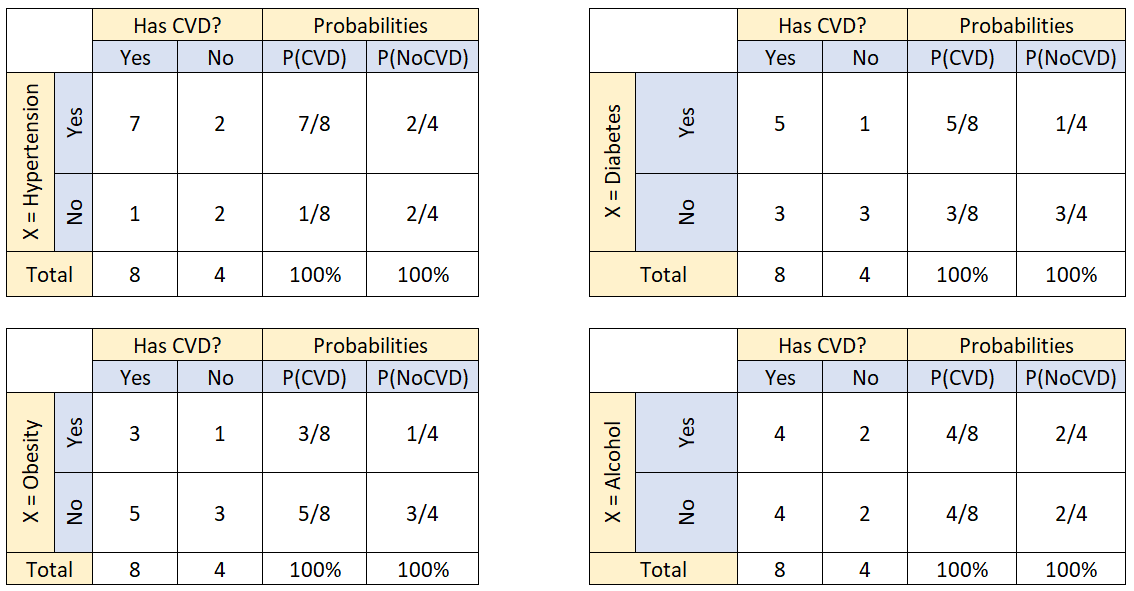 Has CVD? Probabilities
Yes No P(CVD) P(NoCVD)
X = Hypertension
Yes 7 2 7/8 2/4
No 1 2 1/8 2/4
Total 8 4 100% 100%
Has CVD? Probabilities
Yes No P(CVD) P(NoCVD)
X = Diabetes
Yes 5 1 5/8 1/4
No 3 3 3/8 3/4
Total 8 4 100% 100%
Has CVD? Probabilities
Yes No P(CVD) P(NoCVD)
X = Obesity
Yes 3 1 3/8 1/4
No 5 3 5/8 3/4
Total 8 4 100% 100%
Has CVD? Probabilities
Yes No P(CVD) P(NoCVD)
X = Alcohol
Yes 4 2 4/8 2/4
No 4 2 4/8 2/4
Total 8 4 100% 100%